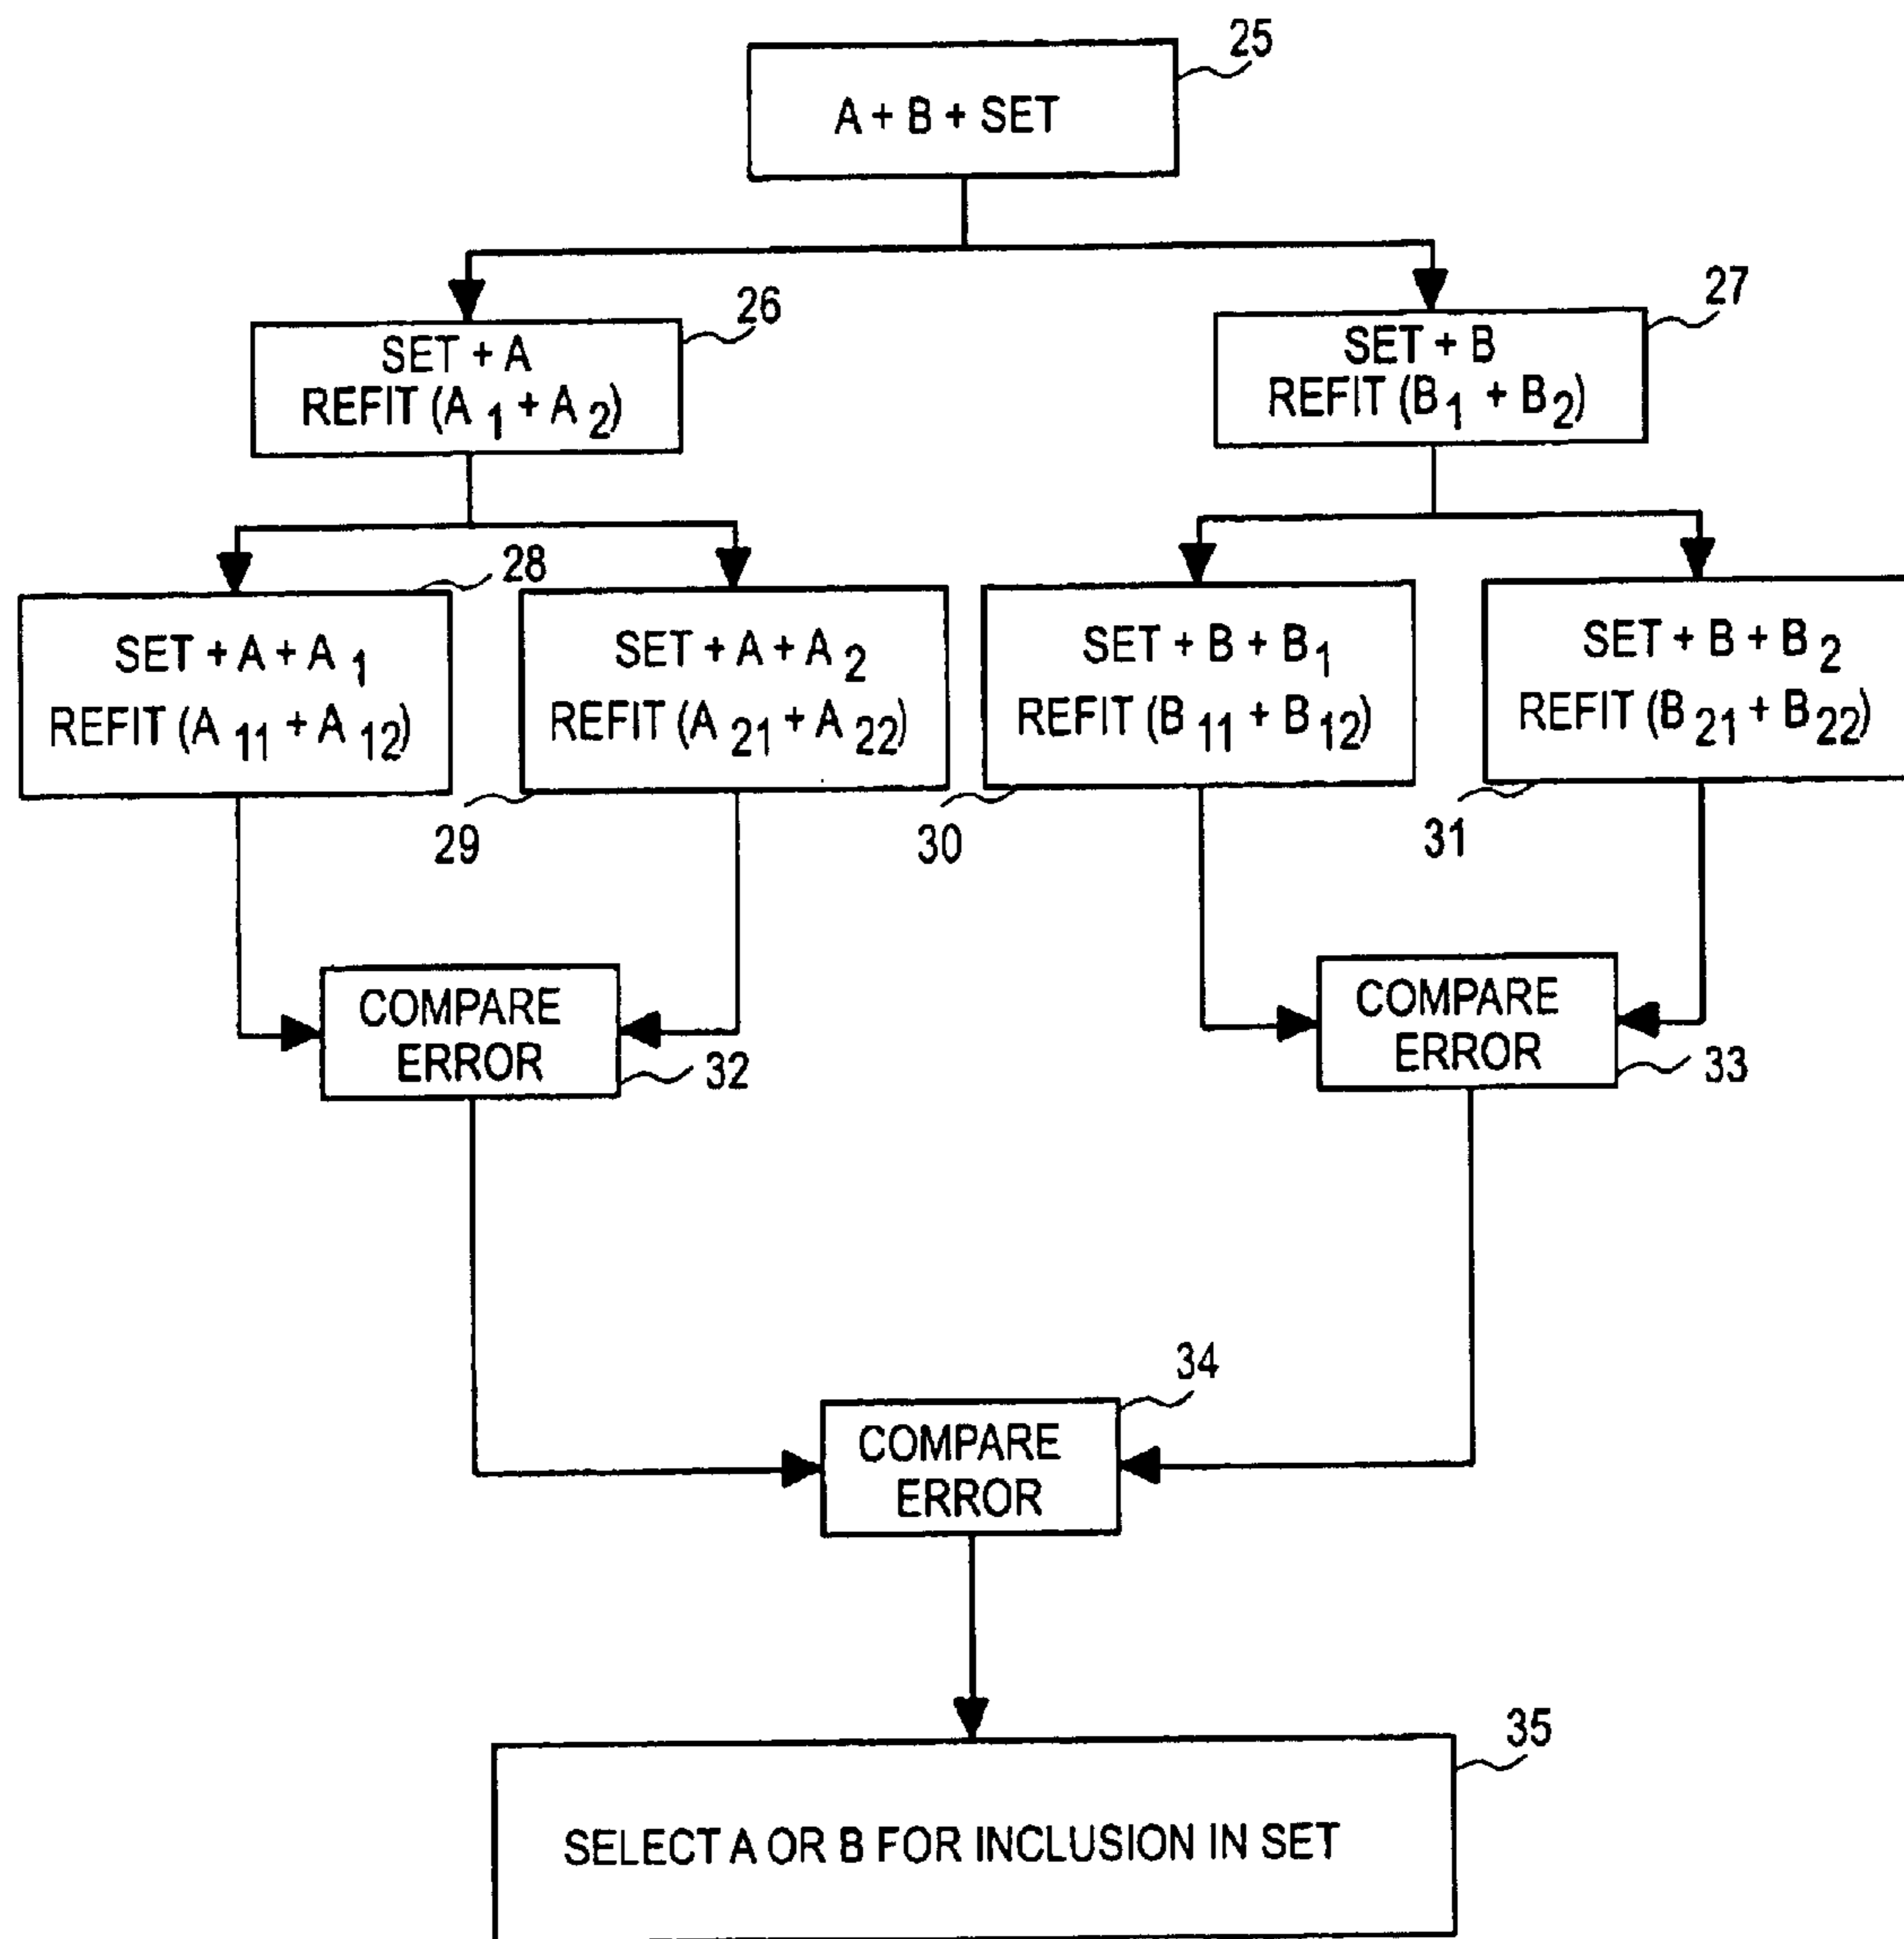 25
A + B + SET
26
SET + A
REFIT (A 1 + A 2)
27
SET + B
REFIT (B1 + B2)
28
SET + A + A 1
REFIT (A 11 + A 12)
SET + A + A 2
REFIT (A 21 + A 22)
29
SET + B + B1
REFIT (B 11 + B 12)
30
SET + B + B 2
REFIT (B 21 + B 22)
31
COMPARE
ERROR
32
COMPARE
ERROR
33
34
COMPARE
ERROR
35
SELECT A OR B FOR INCLUSION IN SET